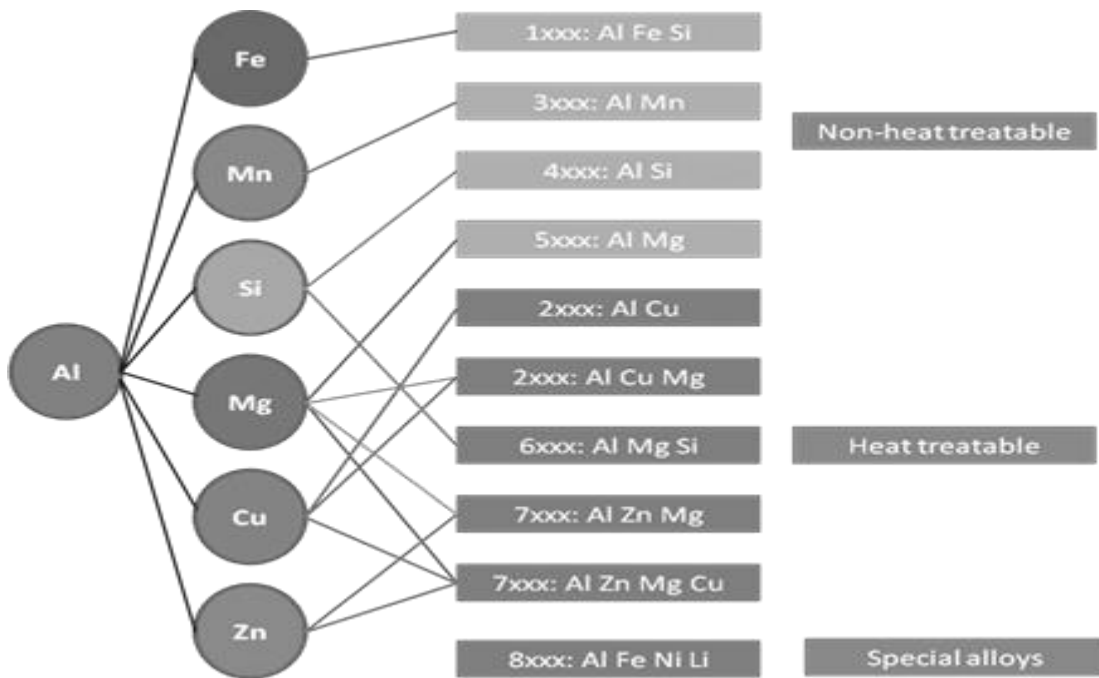 Al
Fe
Mn
Si
Mg
Cu
Zn
1xxx: Al Fe Si
3xxx: Al Mn
4xxx: Al Si
5xxx: Al Mg
2xxx: Al Cu
2xxx: Al Cu Mg
6xxx: Al Mg Si
7xxx: Al Zn Mg
7xxx: Al Zn Mg Cu
8xxx: Al Fe Ni Li
Non-heat treatable
Heat treatable
Special alloys